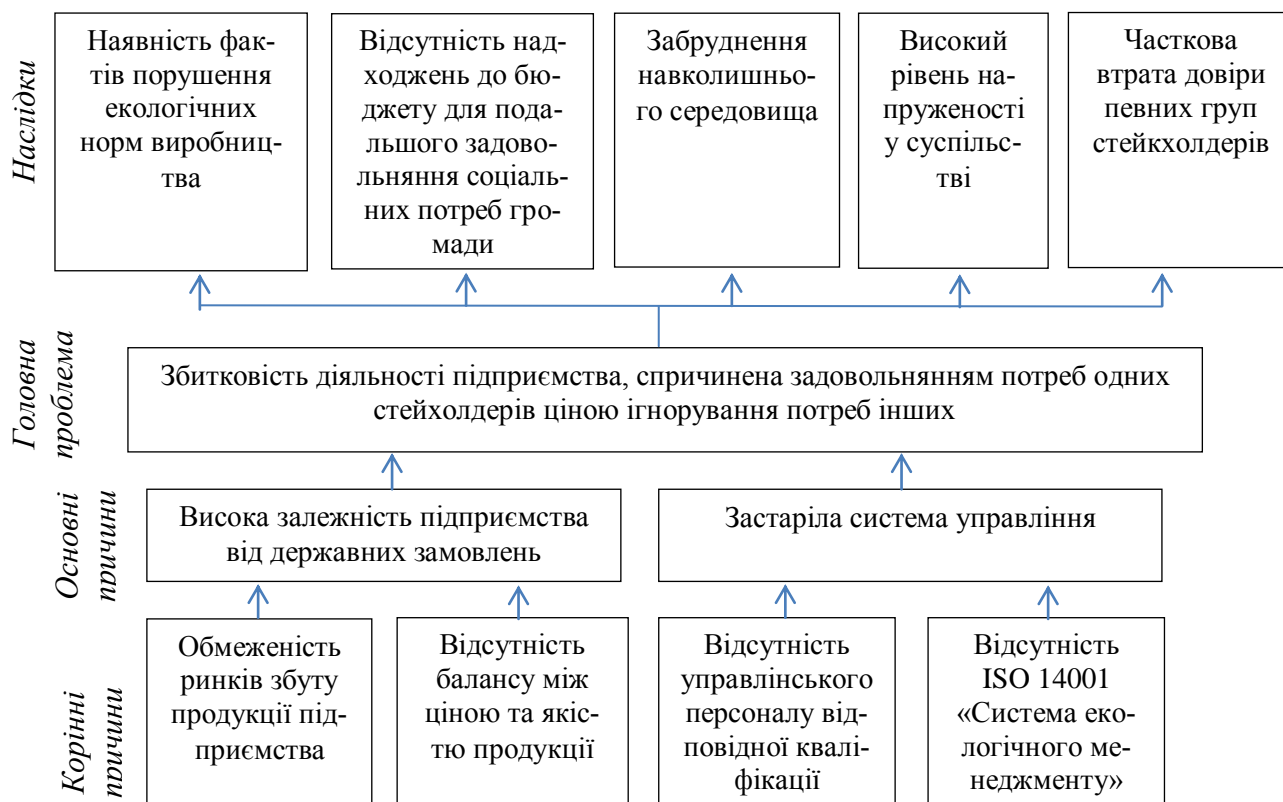 Наслідки
Наявність фак-
тів порушення
екологічних
норм виробниц-
тва
Відсутність над-
ходжень до бю-
джету для пода-
льшого задово-
льняння соціаль-
них потреб гро-
мади
Забруднення
навколишньо-
го середовища
Високий
рівень на-
пруженості
у суспільс-
тві
Часткова
втрата довіри
певних груп
стейкхолдерів
Головна
проблема
Збитковість діяльності підприємства, спричинена задовольнянням потреб одних
стейхолдерів ціною ігнорування потреб інших
Основні
причини
Висока залежність підприємства
від державних замовлень
Застаріла система управління
Корінні
причини
Обмеженість
ринків збуту
продукції під-
приємства
Відсутність
балансу між
ціною та якіс-
тю продукції
Відсутність
управлінського
персоналу від-
повідної квалі-
фікації
Відсутність
ISO 14001
«Система еко-
логічного ме-
неджменту»